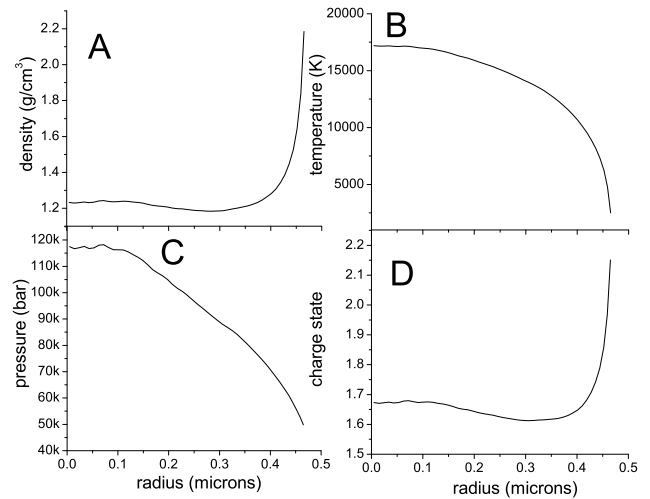 A
density (g/cm³)
2.2
2.0
1.8
1.6
1.4
1.2
B
temperature (K)
20000
15000
10000
5000
C
pressure (bar)
120k
110k
100k
90k
80k
70k
60k
50k
40k
0.0 0.1 0.2 0.3 0.4 0.5
radius (microns)
D
charge state
2.2
2.1
2.0
1.9
1.8
1.7
1.6
1.5
0.0 0.1 0.2 0.3 0.4 0.5
radius (microns)